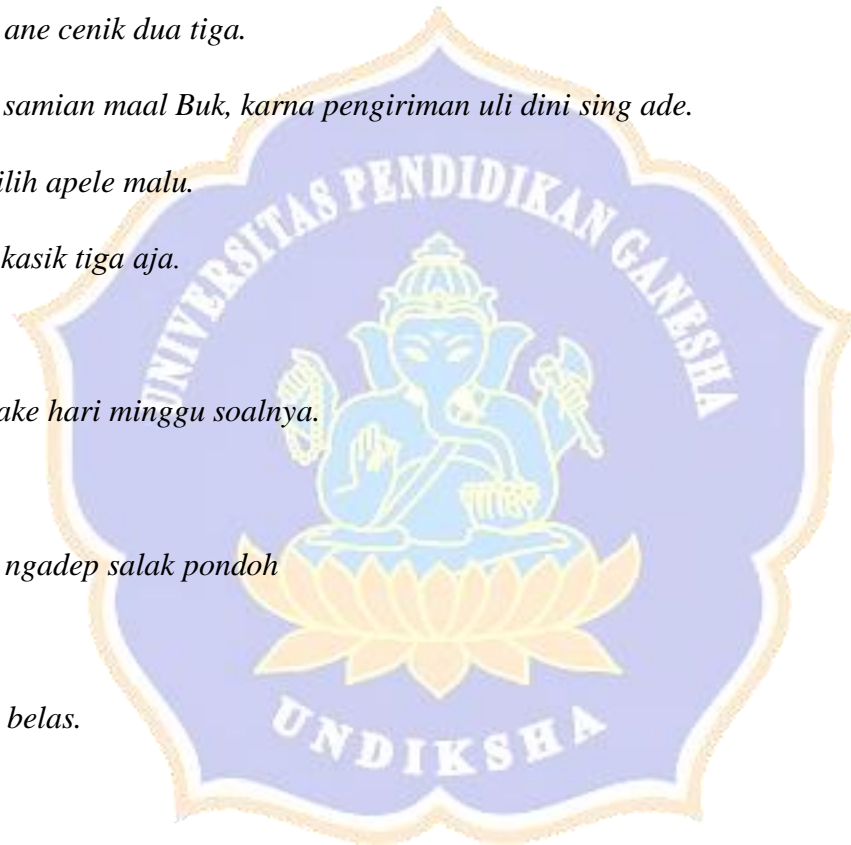 ane cenik dua tiga.
samian maal Buk, karna pengiriman uli dini sing ade.
ilih apele malu.
kasik tiga aja.
ake hari minggu soalnya.
ngadep salak pondoh
belas.
UNIVERSITAS PENDIDIKAN GANESHA
UNDIKSHA